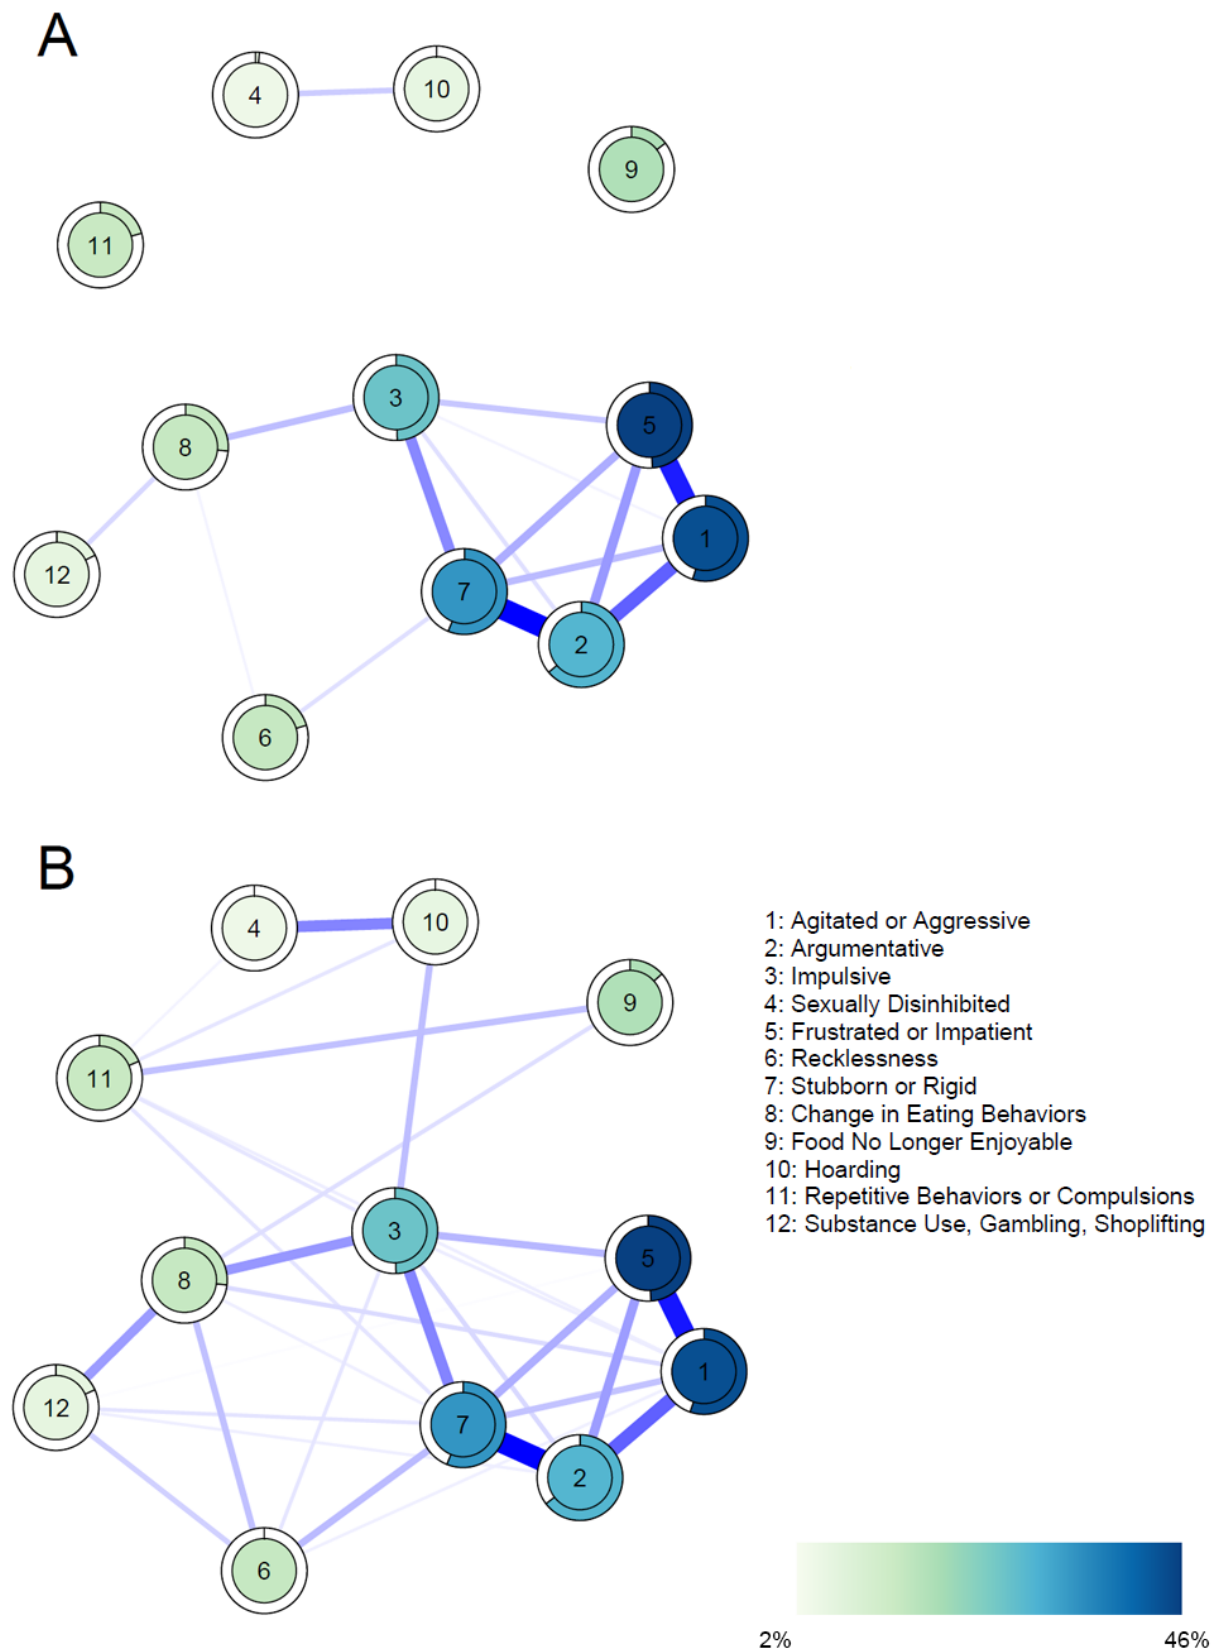 A
4
10
9
11
3
5
8
1
12
7
2
6
B
4
10
9
11
3
5
8
1
12
7
2
6
1: Agitated or Aggressive
2: Argumentative
3: Impulsive
4: Sexually Disinhibited
5: Frustrated or Impatient
6: Recklessness
7: Stubborn or Rigid
8: Change in Eating Behaviors
9: Food No Longer Enjoyable
10: Hoarding
11: Repetitive Behaviors or Compulsions
12: Substance Use, Gambling, Shoplifting
2% 46%